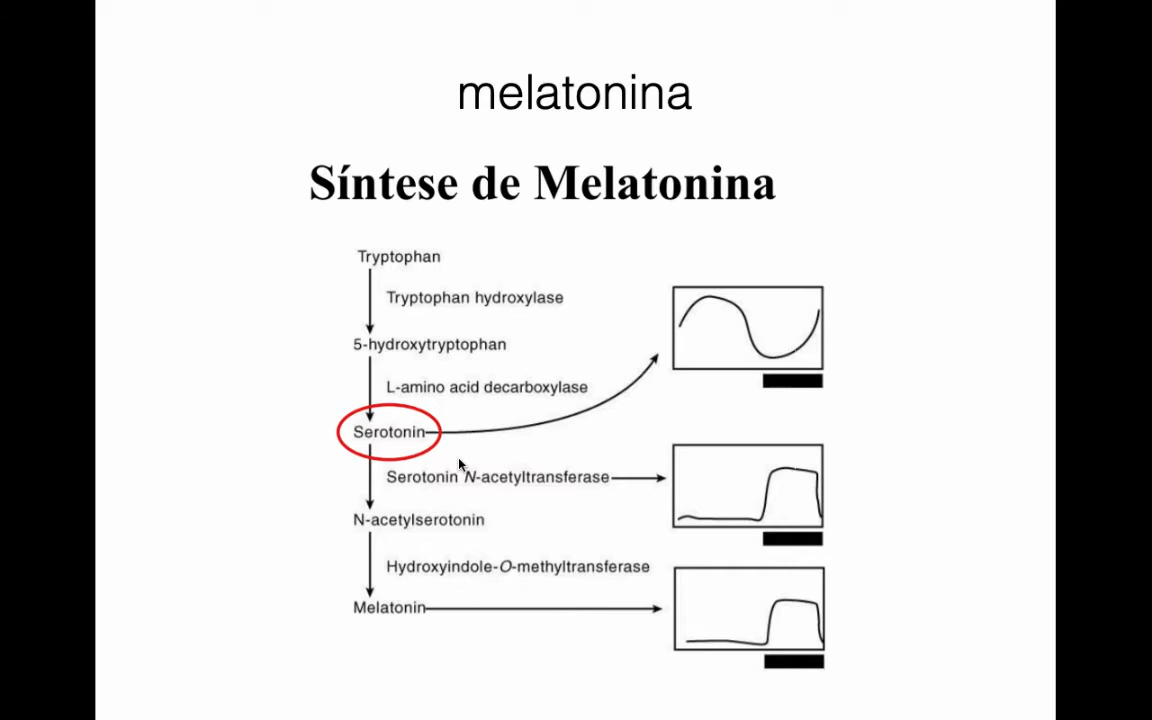 melatonina
Síntese de Melatonina
Tryptophan
Tryptophan hydroxylase
5-hydroxytryptophan
L-amino acid decarboxylase
Serotonin
Serotonin N-acetyltransferase
N-acetylserotonin
Hydroxyindole-O-methyltransferase
Melatonin